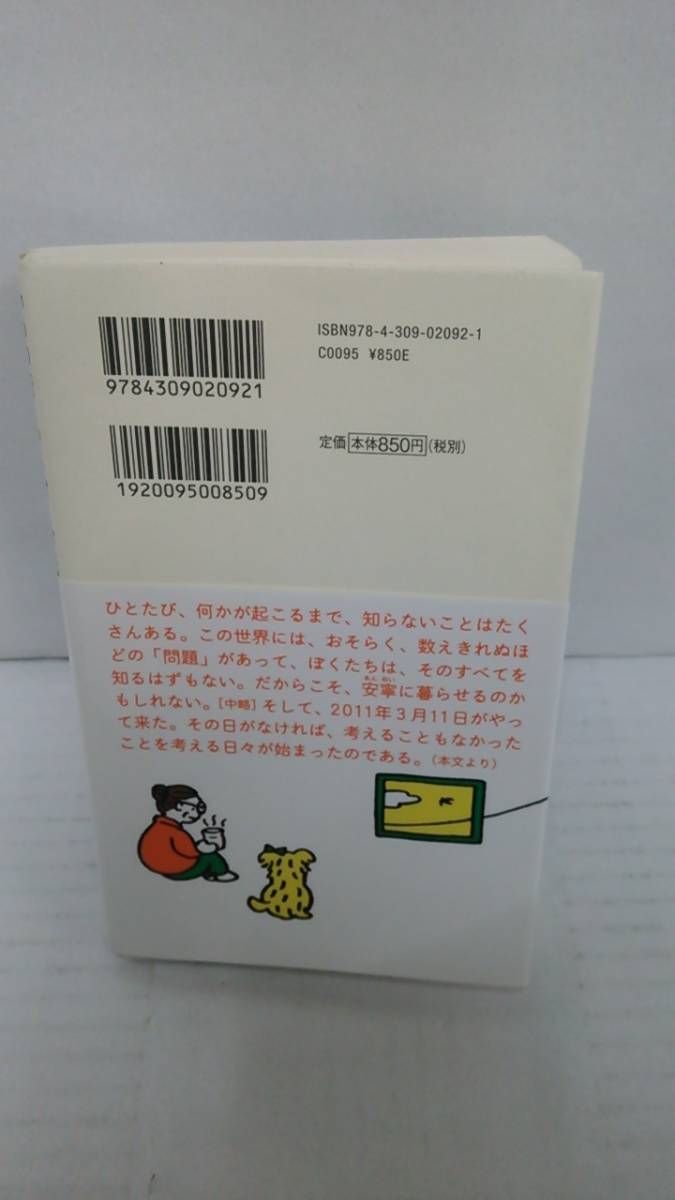 ISBN978-4-309-02092-1
C0095 ¥850E
9784309020921
定価 本体850円(税別)
1920095008509
ひとたび、何かが起こるまで、知らないことはたく
さんある。この世界には、おそらく、数えきれぬほ
どの「問題」があって、ぼくたちは、そのすべてを
あんねい
知るはずもない。だからこそ、安寧に暮らせるのか
もしれない。[中略]そして、2011年3月11日がやっ
て来た。その日がなければ、考えることもなかった
ことを考える日々が始まったのである。(本文より)